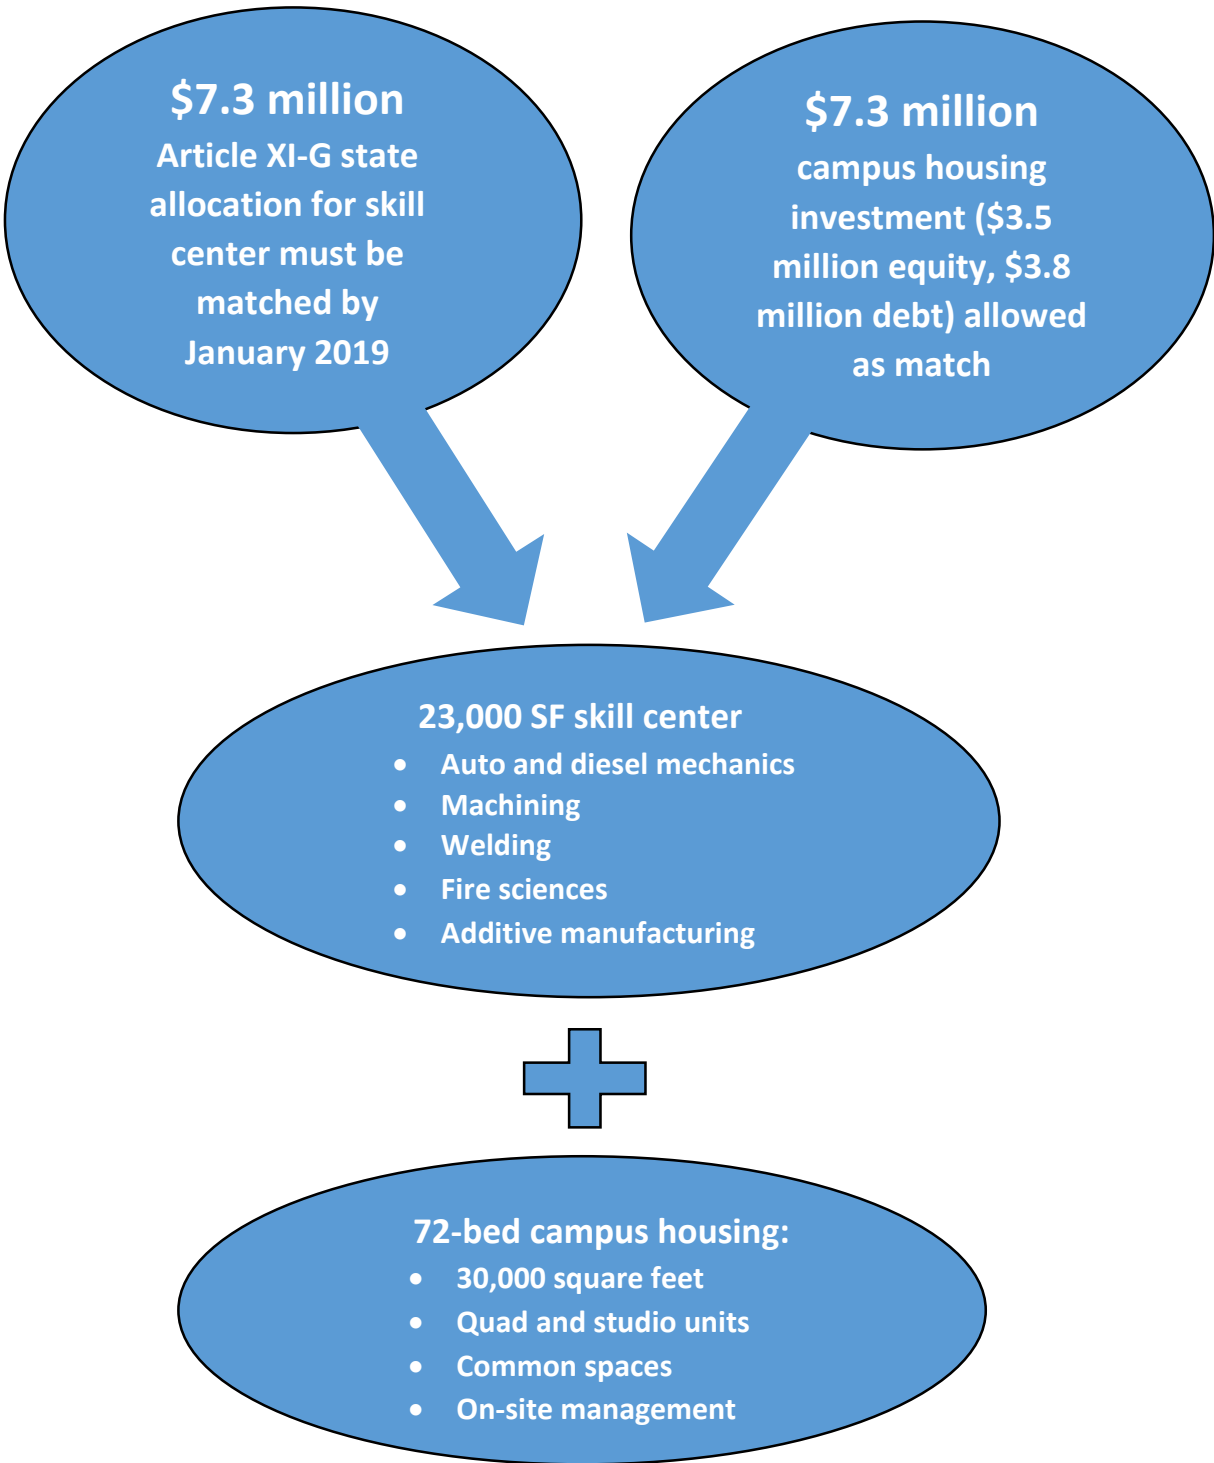 $7.3 million
Article XI-G state
allocation for skill
center must be
matched by
January 2019
$7.3 million
campus housing
investment ($3.5
million equity, $3.8
million debt) allowed
as match
23,000 SF skill center
• Auto and diesel mechanics
• Machining
• Welding
• Fire sciences
• Additive manufacturing
72-bed campus housing:
• 30,000 square feet
• Quad and studio units
• Common spaces
• On-site management